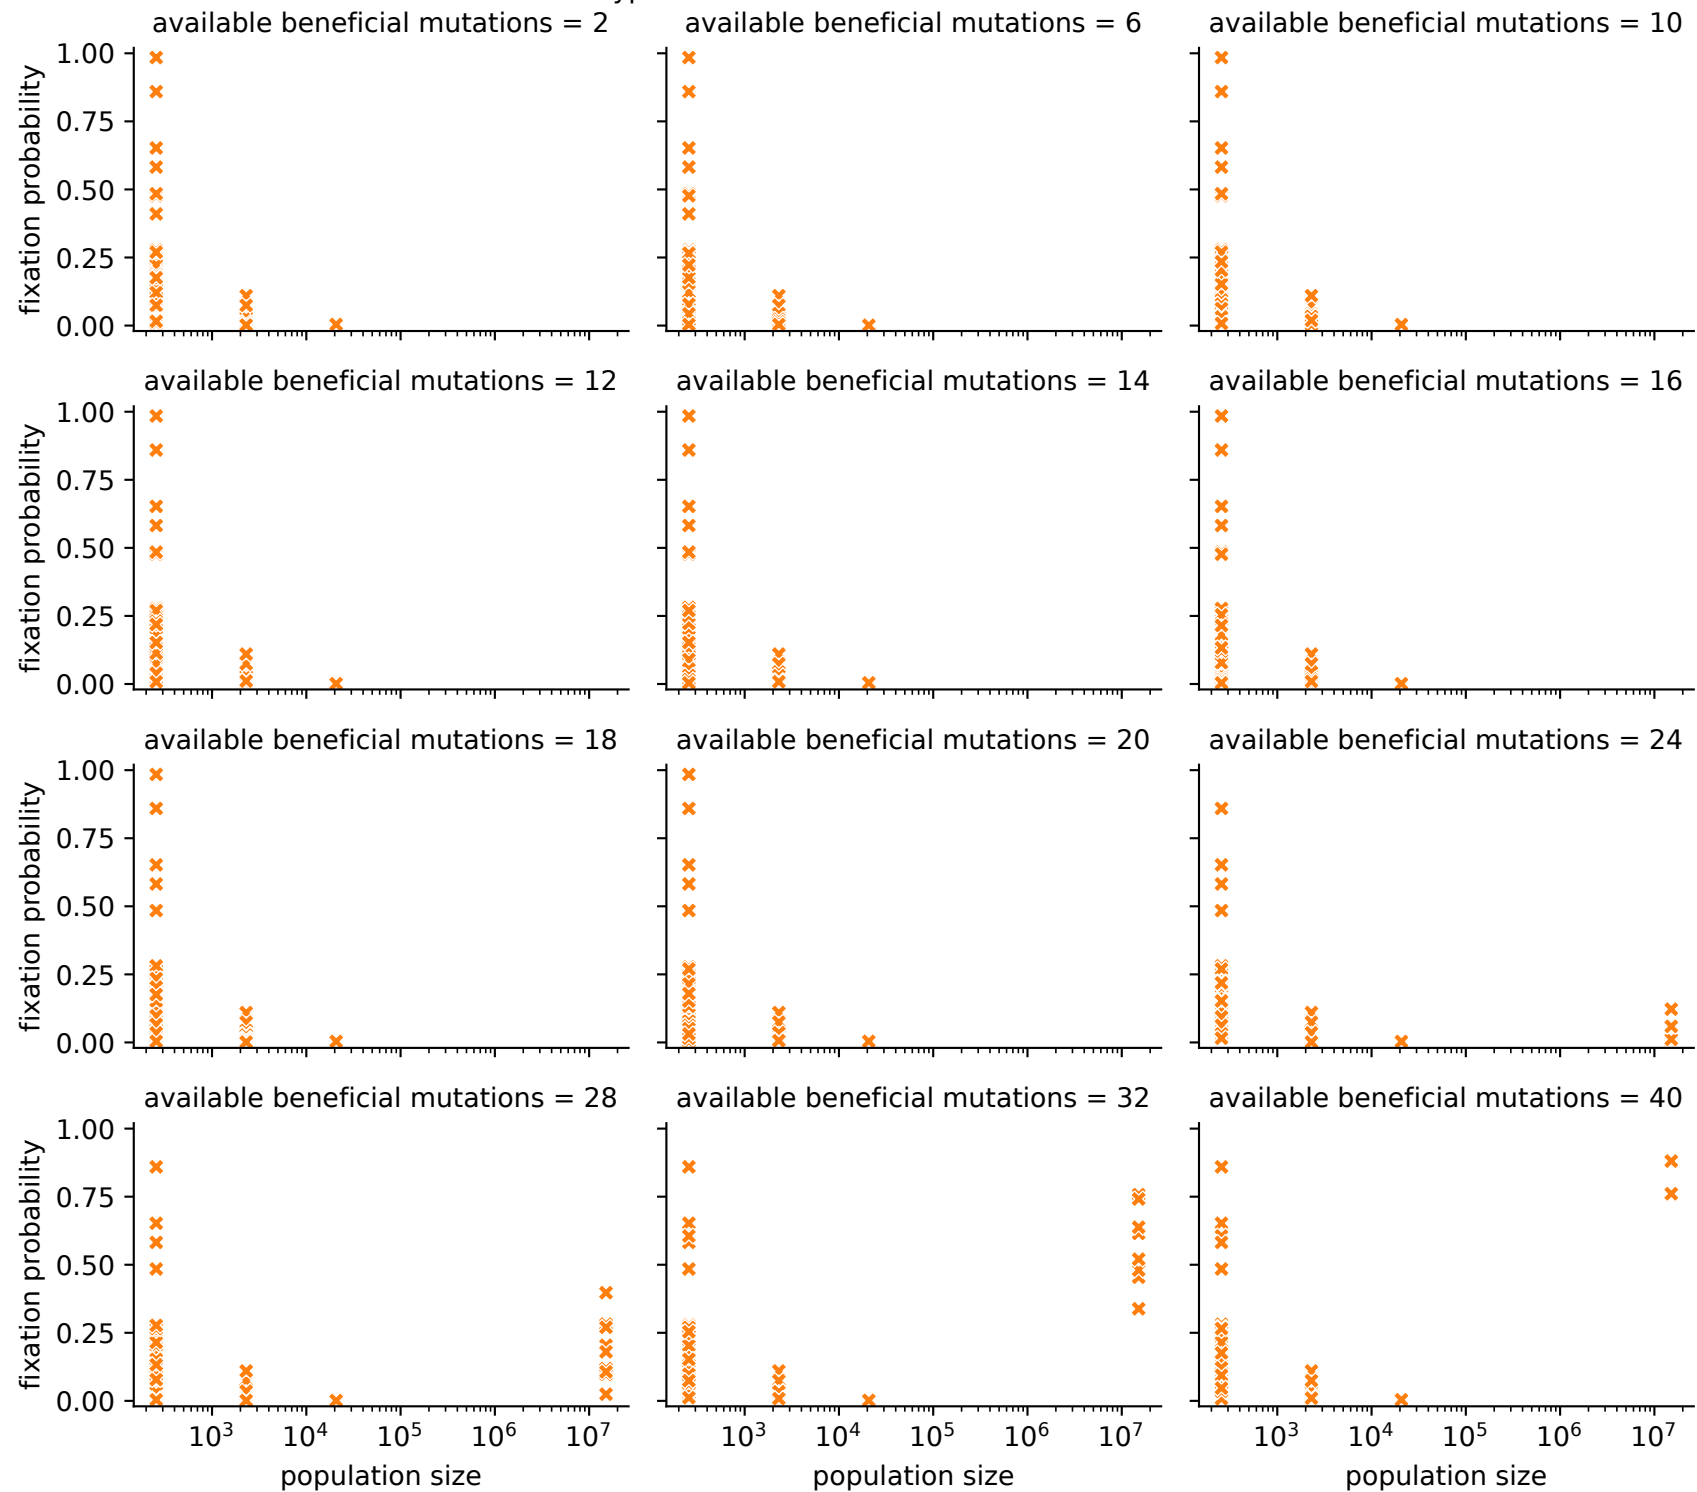 available beneficial mutations = 2
available beneficial mutations = 6
available beneficial mutations = 10
fixation probability
1.00
0.75
0.50
0.25
0.00
available beneficial mutations = 12
available beneficial mutations = 14
available beneficial mutations = 16
fixation probability
1.00
0.75
0.50
0.25
0.00
available beneficial mutations = 18
available beneficial mutations = 20
available beneficial mutations = 24
fixation probability
1.00
0.75
0.50
0.25
0.00
available beneficial mutations = 28
available beneficial mutations = 32
available beneficial mutations = 40
fixation probability
1.00
0.75
0.50
0.25
0.00
10³ 10⁴ 10⁵ 10⁶ 10⁷
10³ 10⁴ 10⁵ 10⁶ 10⁷
10³ 10⁴ 10⁵ 10⁶ 10⁷
population size
population size
population size